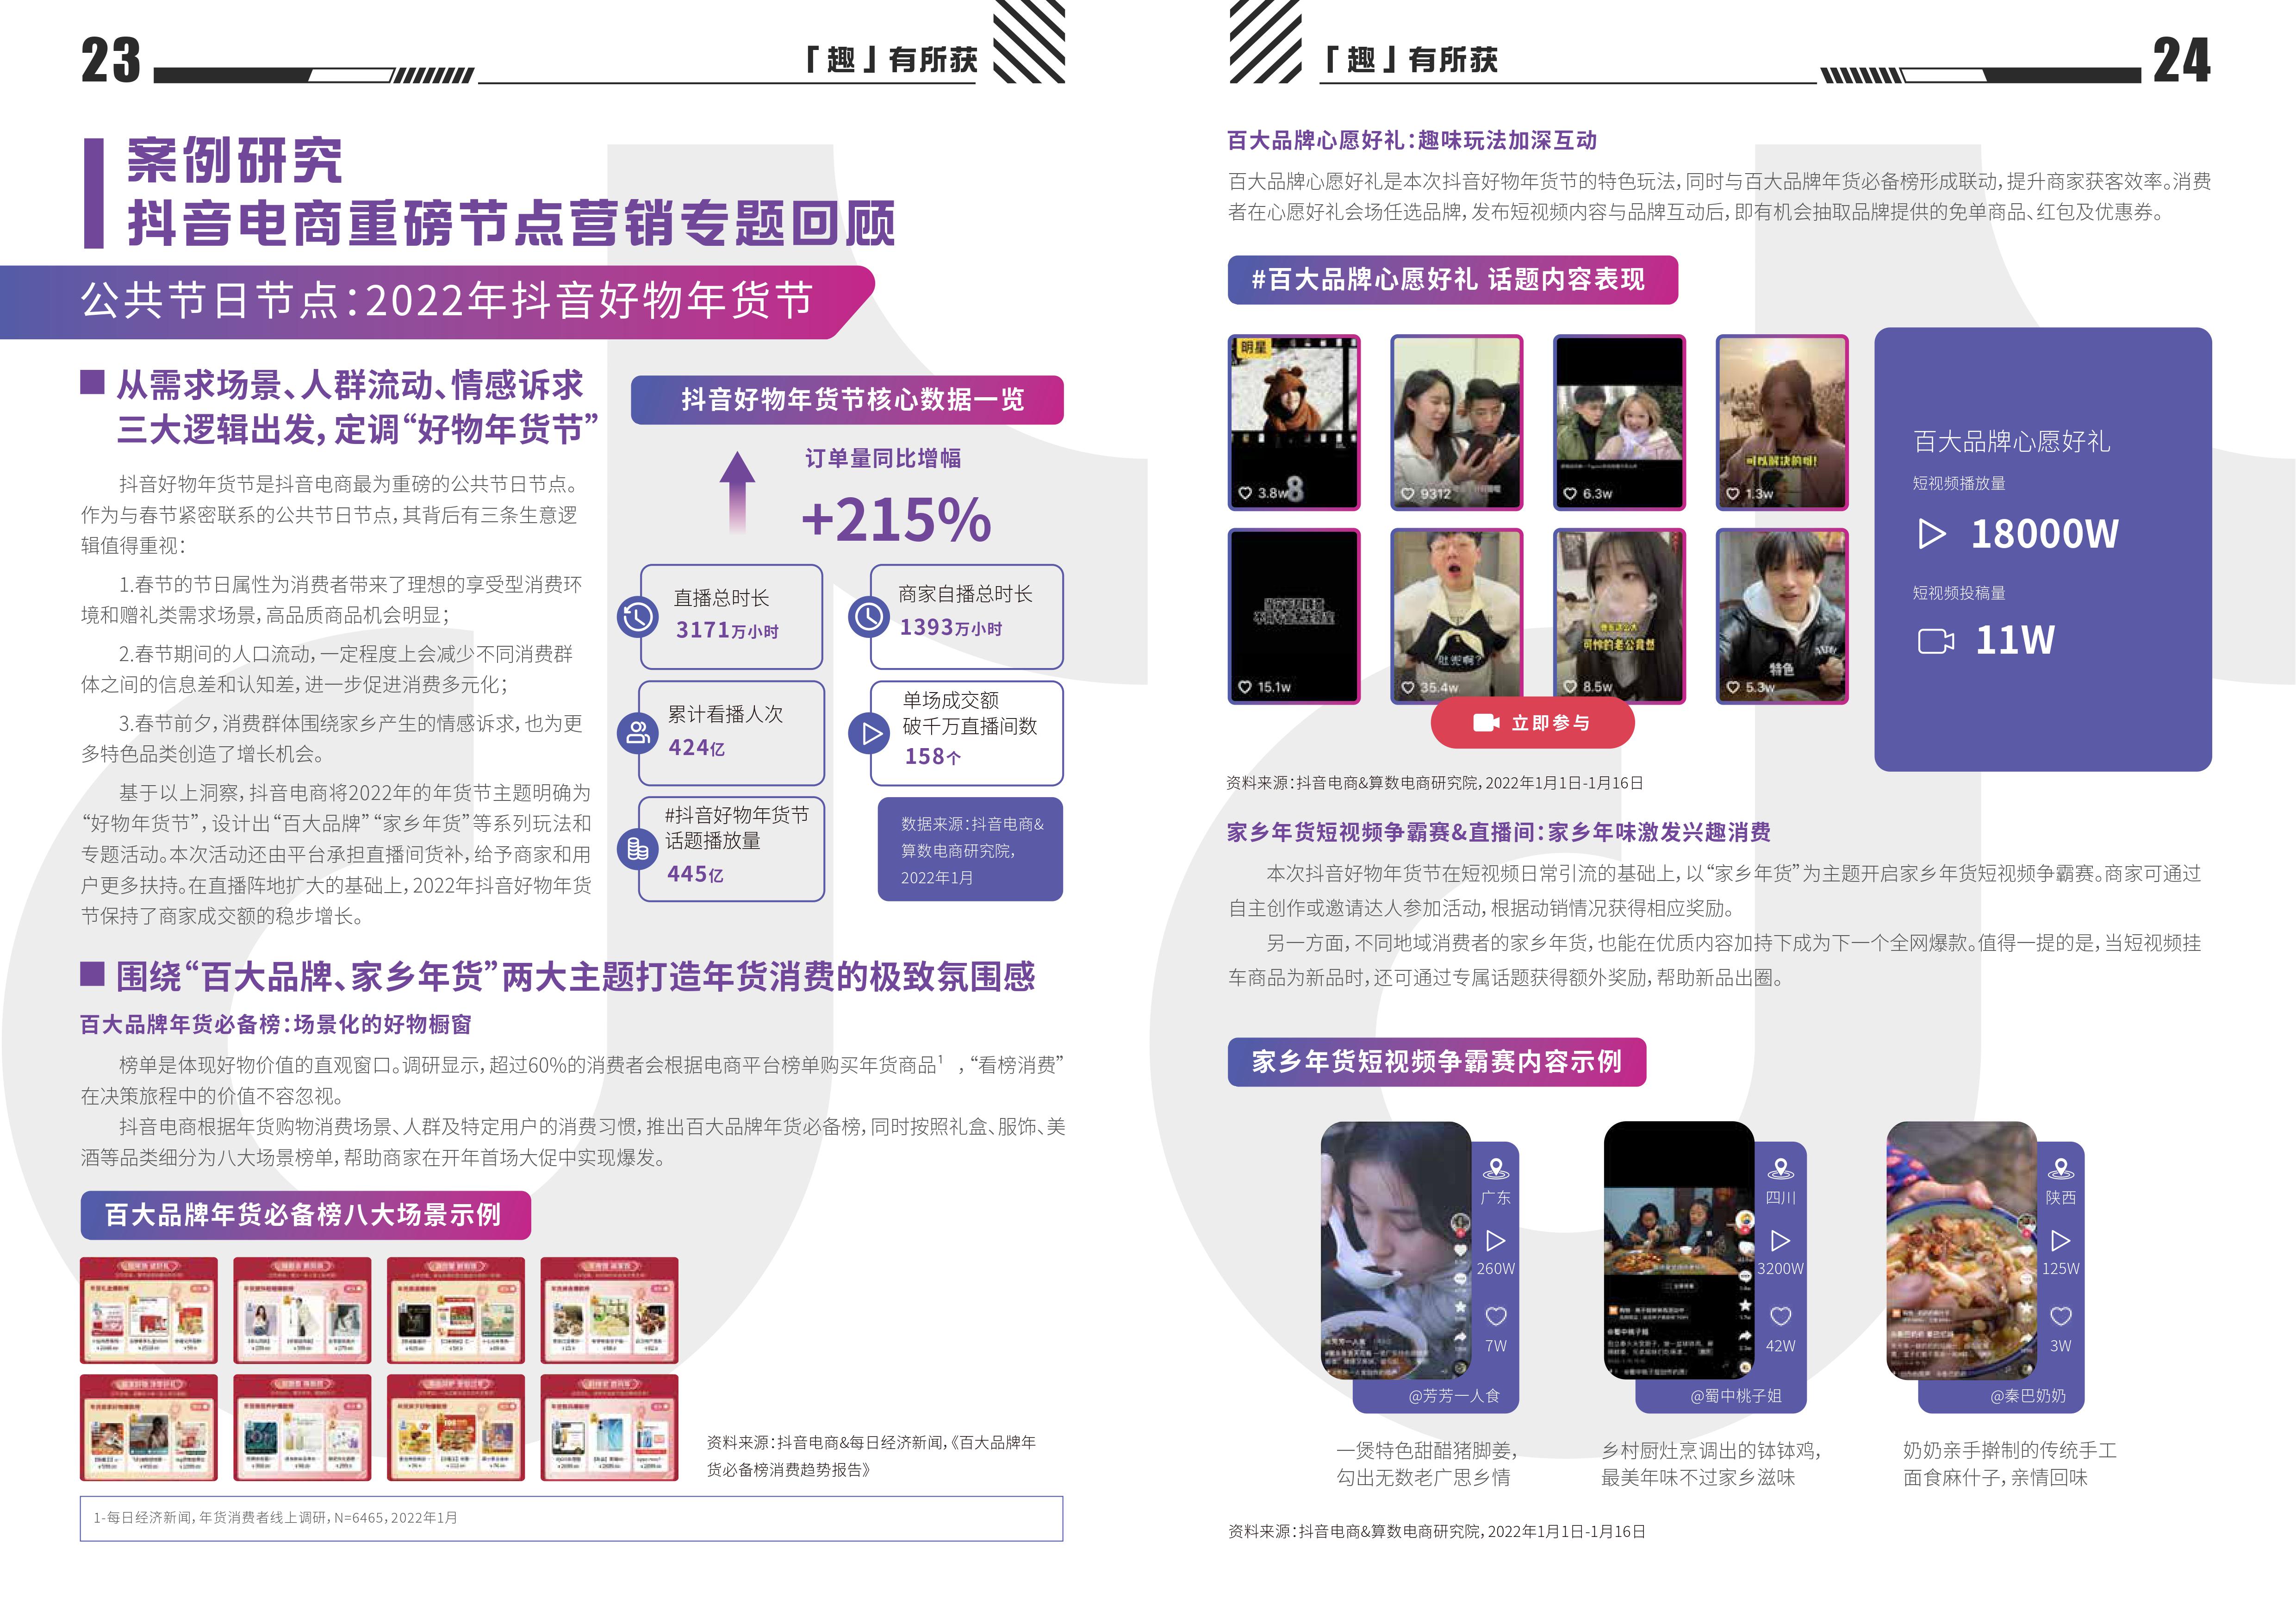 23
「趣」有所获
案例研究
抖音电商重磅节点营销专题回顾
公共节日节点：2022年抖音好物年货节
从需求场景、人群流动、情感诉求
三大逻辑出发，定调“好物年货节”
抖音好物年货节是抖音电商最为重磅的公共节日节点。
作为与春节紧密联系的公共节日节点，其背后有三条生意逻
辑值得重视：
1.春节的节日属性为消费者带来了理想的享受型消费环
境和赠礼类需求场景，高品质商品机会明显；
2.春节期间的人口流动，一定程度上会减少不同消费群
体之间的信息差和认知差，进一步促进消费多元化；
3.春节前夕，消费群体围绕家乡产生的情感诉求，也为更
多特色品类创造了增长机会。
基于以上洞察，抖音电商将2022年的年货节主题明确为
“好物年货节”，设计出“百大品牌”“家乡年货”等系列玩法和
专题活动。本次活动还由平台承担直播间货补，给予商家和用
户更多扶持。在直播阵地扩大的基础上，2022年抖音好物年货
节保持了商家成交额的稳步增长。
抖音好物年货节核心数据一览
订单量同比增幅
+215%
直播总时长
3171万小时
商家自播总时长
1393万小时
累计看播人次
424亿
单场成交额
破千万直播间数
158个
#抖音好物年货节
话题播放量
445亿
数据来源：抖音电商&
算数电商研究院，
2022年1月
围绕“百大品牌、家乡年货”两大主题打造年货消费的极致氛围感
百大品牌年货必备榜：场景化的好物橱窗
榜单是体现好物价值的直观窗口。调研显示，超过60%的消费者会根据电商平台榜单购买年货商品1 ，“看榜消费”
在决策旅程中的价值不容忽视。
抖音电商根据年货购物消费场景、人群及特定用户的消费习惯，推出百大品牌年货必备榜，同时按照礼盒、服饰、美
酒等品类细分为八大场景榜单，帮助商家在开年首场大促中实现爆发。
百大品牌年货必备榜八大场景示例
资料来源：抖音电商&每日经济新闻，《百大品牌年
货必备榜消费趋势报告》
1-每日经济新闻，年货消费者线上调研，N=6465，2022年1月
「趣」有所获
24
百大品牌心愿好礼：趣味玩法加深互动
百大品牌心愿好礼是本次抖音好物年货节的特色玩法，同时与百大品牌年货必备榜形成联动，提升商家获客效率。消费
者在心愿好礼会场任选品牌，发布短视频内容与品牌互动后，即有机会抽取品牌提供的免单商品、红包及优惠券。
#百大品牌心愿好礼 话题内容表现
明星
8
3.8w
9312
6.3w
可以解决的呀!
1.3w
15.1w
肚兜啊?
35.4w
可怜的老公竟然
8.5w
特色
5.3w
立即参与
百大品牌心愿好礼
短视频播放量
18000W
短视频投稿量
11W
资料来源：抖音电商&算数电商研究院，2022年1月1日-1月16日
家乡年货短视频争霸赛&直播间：家乡年味激发兴趣消费
本次抖音好物年货节在短视频日常引流的基础上，以“家乡年货”为主题开启家乡年货短视频争霸赛。商家可通过
自主创作或邀请达人参加活动，根据动销情况获得相应奖励。
另一方面，不同地域消费者的家乡年货，也能在优质内容加持下成为下一个全网爆款。值得一提的是，当短视频挂
车商品为新品时，还可通过专属话题获得额外奖励，帮助新品出圈。
家乡年货短视频争霸赛内容示例
广东
260W
7W
@芳芳一人食
一煲特色甜醋猪脚姜，
勾出无数老广思乡情
四川
3200W
42W
@蜀中桃子姐
乡村厨灶烹调出的钵钵鸡，
最美年味不过家乡滋味
陕西
125W
3W
@秦巴奶奶
奶奶亲手擀制的传统手工
面食麻什子，亲情回味
资料来源：抖音电商&算数电商研究院，2022年1月1日-1月16日